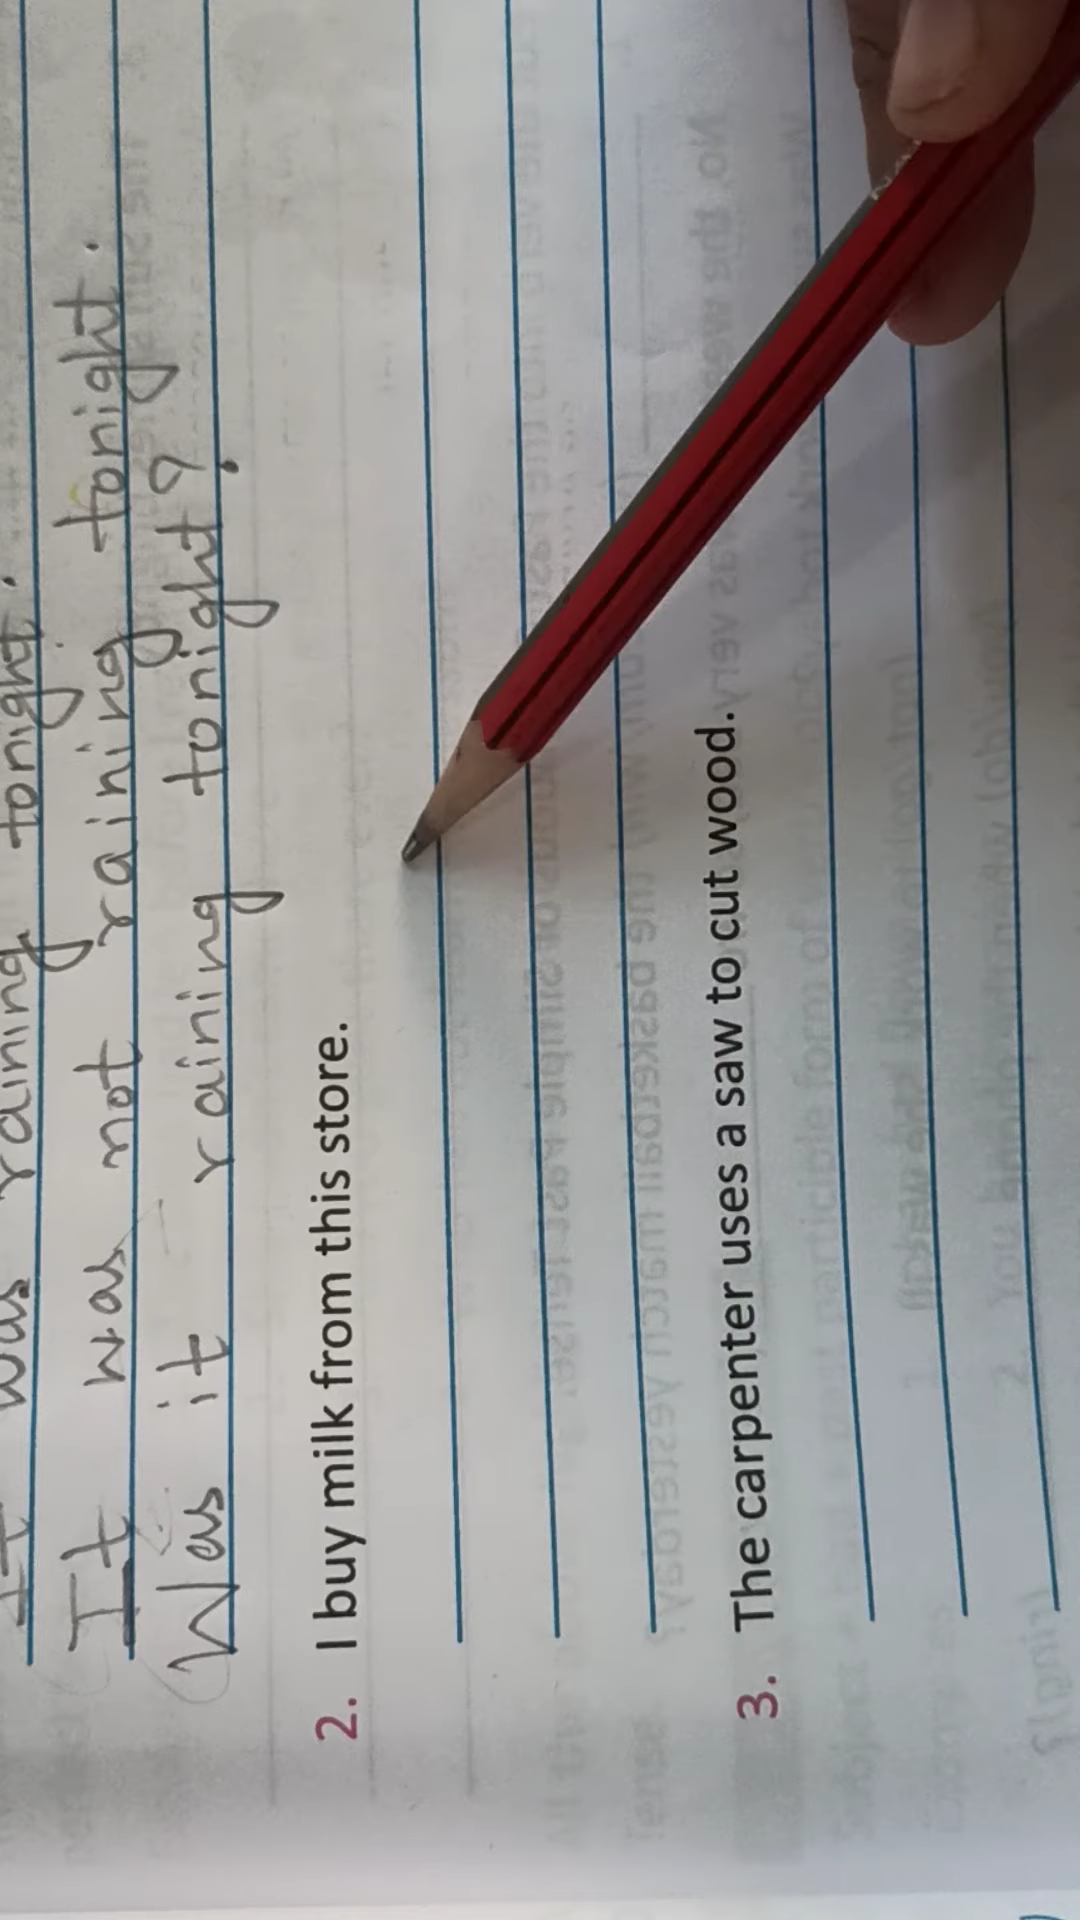 It was raining tonight.
It was not raining tonight.
Was it raining tonight?
2. I buy milk from this store.
3. The carpenter uses a saw to cut wood.